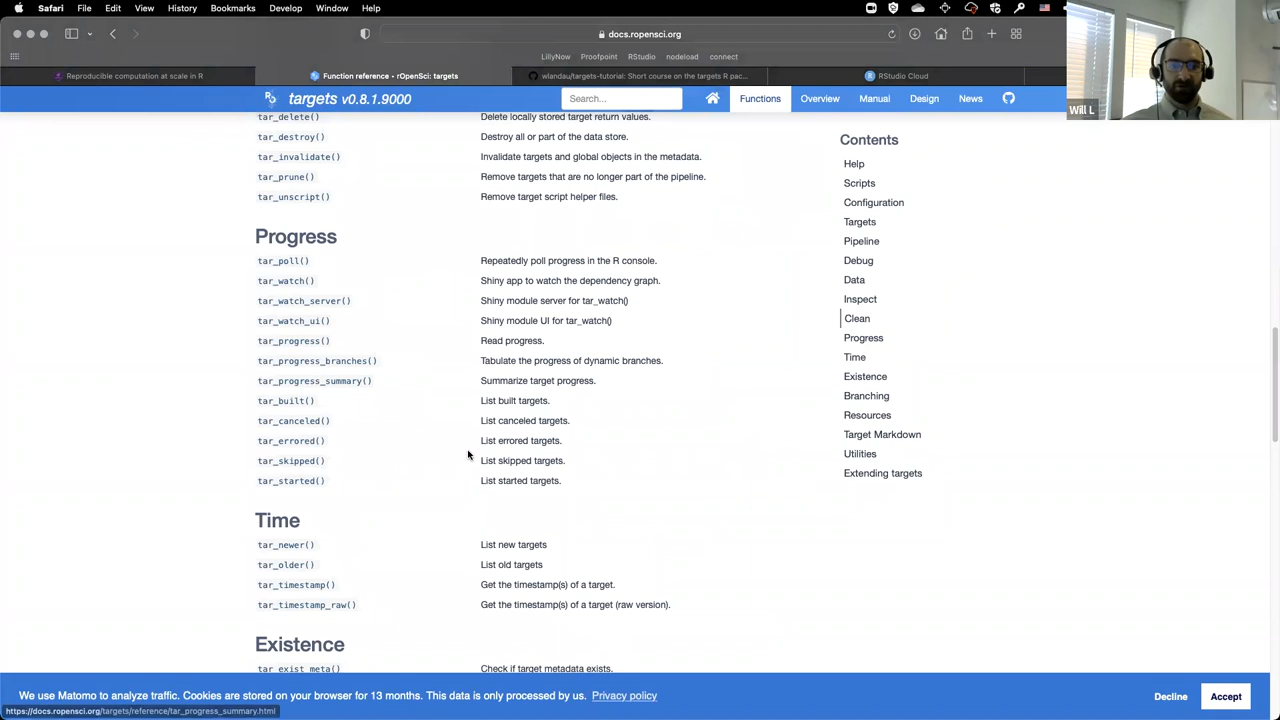 Safari File Edit View History Bookmarks Develop Window Help
docs.ropensci.org
LillyNow Proofpoint RStudio nodeload connect
Reproducible computation at scale in R
Function reference • rOpenSci: targets
wlandau/targets-tutorial: Short course on the targets R pac...
RStudio Cloud
targets v0.8.1.9000
Search...
Functions Overview Manual Design News
Will L
tar_delete() Delete locally stored target return values.
tar_destroy() Destroy all or part of the data store.
tar_invalidate() Invalidate targets and global objects in the metadata.
tar_prune() Remove targets that are no longer part of the pipeline.
tar_unscript() Remove target script helper files.
Progress
tar_poll() Repeatedly poll progress in the R console.
tar_watch() Shiny app to watch the dependency graph.
tar_watch_server() Shiny module server for tar_watch()
tar_watch_ui() Shiny module UI for tar_watch()
tar_progress() Read progress.
tar_progress_branches() Tabulate the progress of dynamic branches.
tar_progress_summary() Summarize target progress.
tar_built() List built targets.
tar_canceled() List canceled targets.
tar_errored() List errored targets.
tar_skipped() List skipped targets.
tar_started() List started targets.
Time
tar_newer() List new targets
tar_older() List old targets
tar_timestamp() Get the timestamp(s) of a target.
tar_timestamp_raw() Get the timestamp(s) of a target (raw version).
Existence
tar_exist_meta() Check if target metadata exists.
Contents
Help
Scripts
Configuration
Targets
Pipeline
Debug
Data
Inspect
Clean
Progress
Time
Existence
Branching
Resources
Target Markdown
Utilities
Extending targets
We use Matomo to analyze traffic. Cookies are stored on your browser for 13 months. This data is only processed by us. Privacy policy
Decline Accept
https://docs.ropensci.org/targets/reference/tar_progress_summary.html